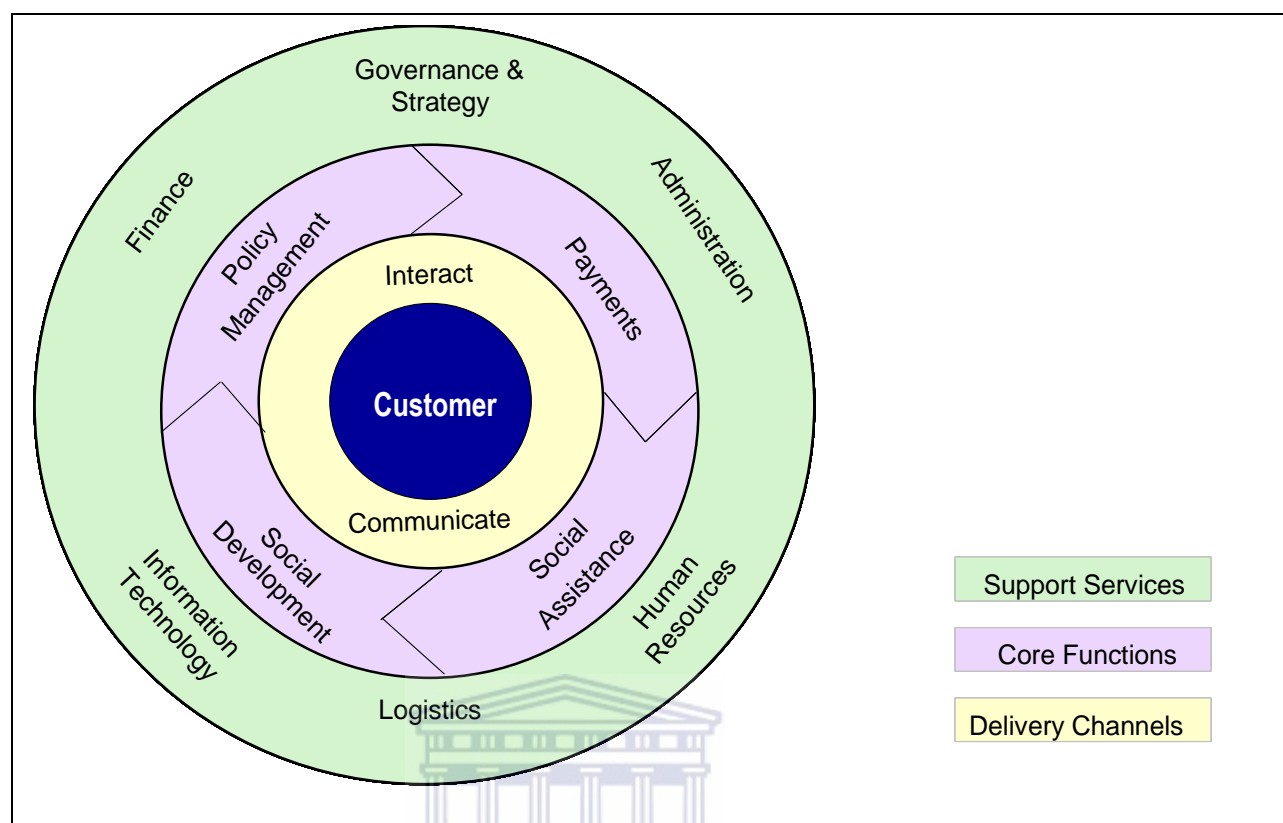 Governance &
Strategy
Finance
Administration
Policy
Management
Payments
Interact
Customer
Communicate
Social
Development
Social
Assistance
Information
Technology
Human
Resources
Logistics
Support Services
Core Functions
Delivery Channels